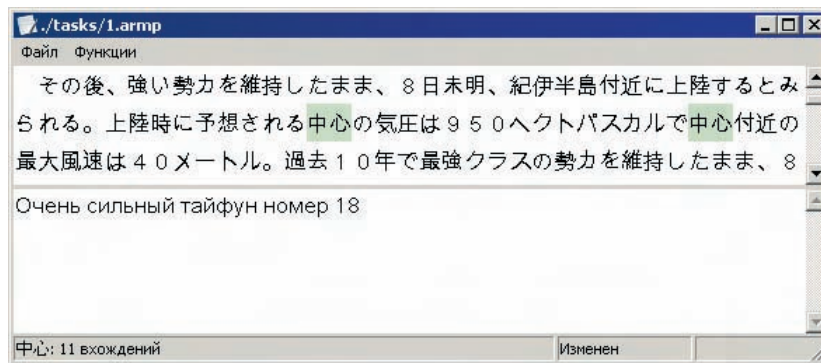 ./tasks/1.armp
Файл Функции
その後、強い勢力を維持したまま、８日未明、紀伊半島付近に上陸するとみ
られる。上陸時に予想される中心の気圧は９５０ヘクトパスカルで中心付近の
最大風速は４０メートル。過去１０年で最強クラスの勢力を維持したまま、８
Очень сильный тайфун номер 18
中心: 11 вхождений Изменен